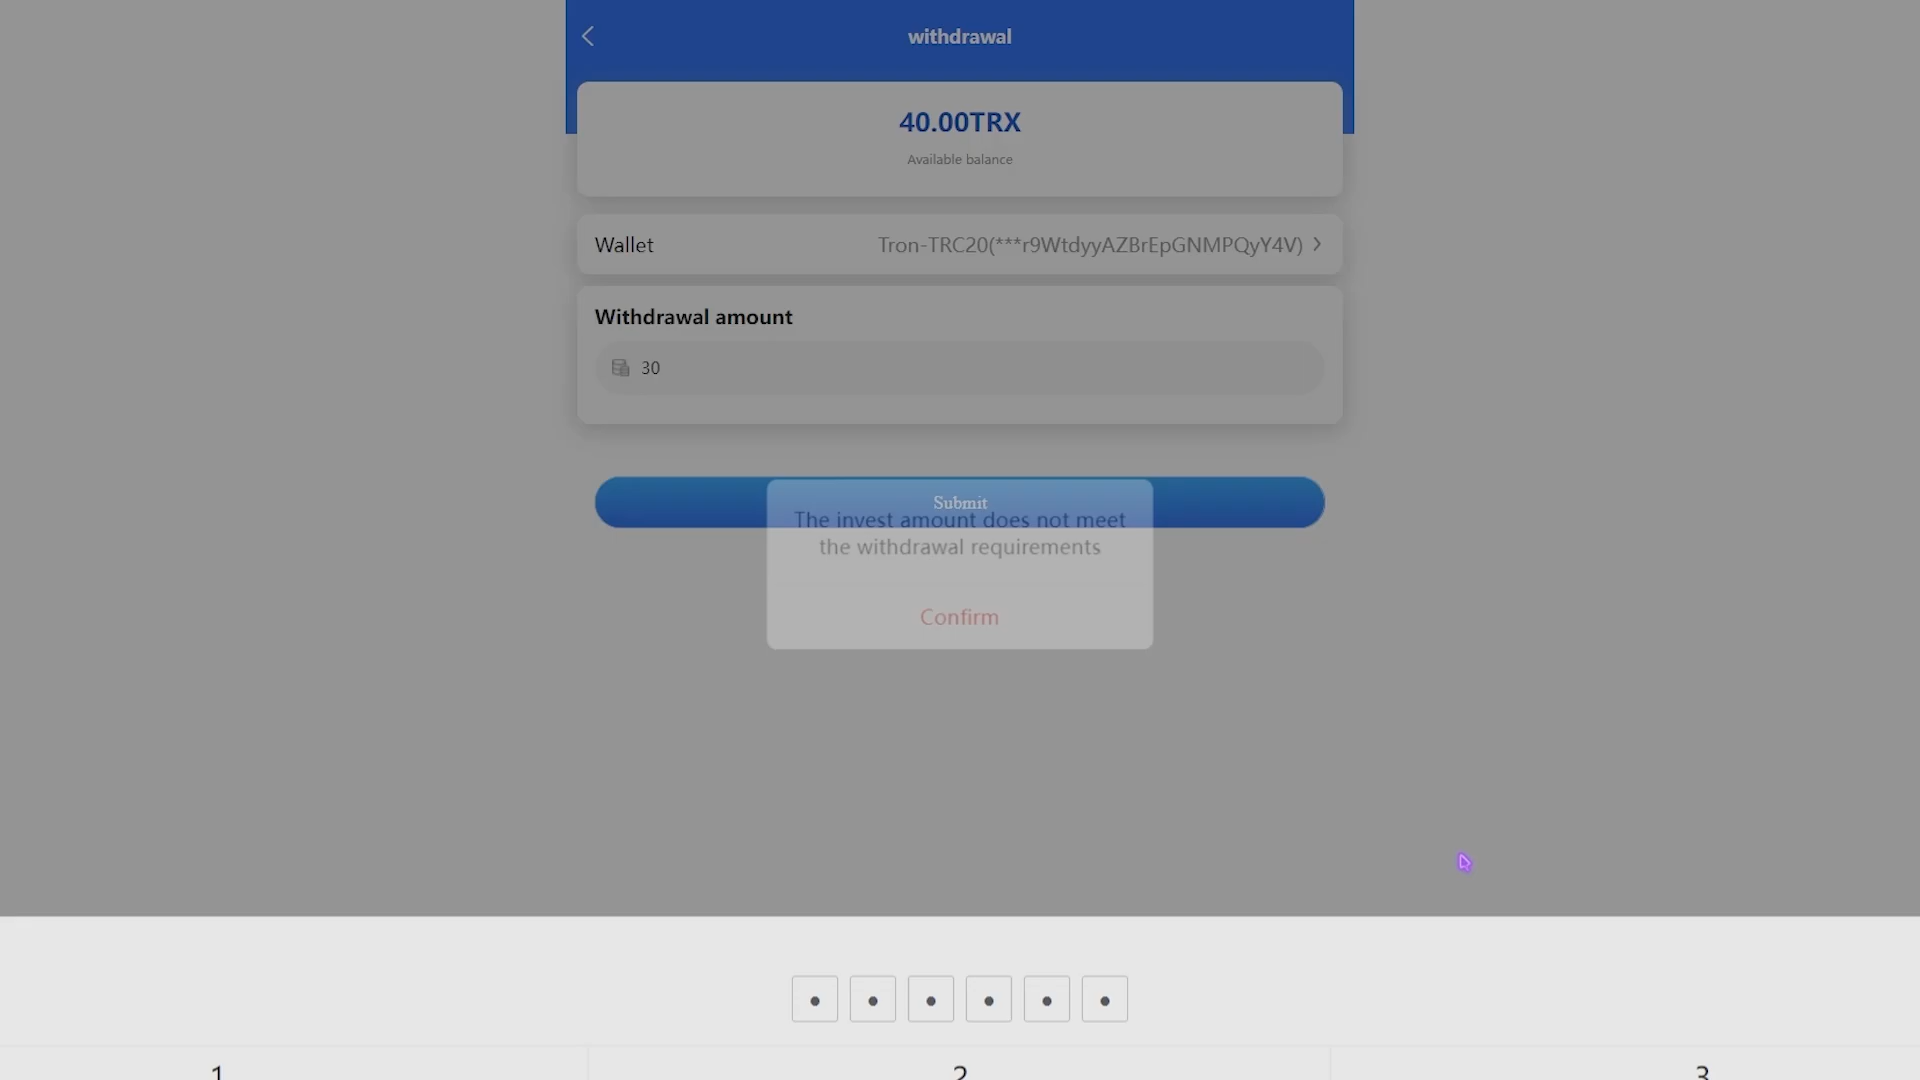 withdrawal
40.00TRX
Available balance
Wallet
Tron-TRC20(***r9WtdyyAZBrEpGNMPQyY4V)
Withdrawal amount
30
Submit
The invest amount does not meet
the withdrawal requirements
Confirm
1 2 3